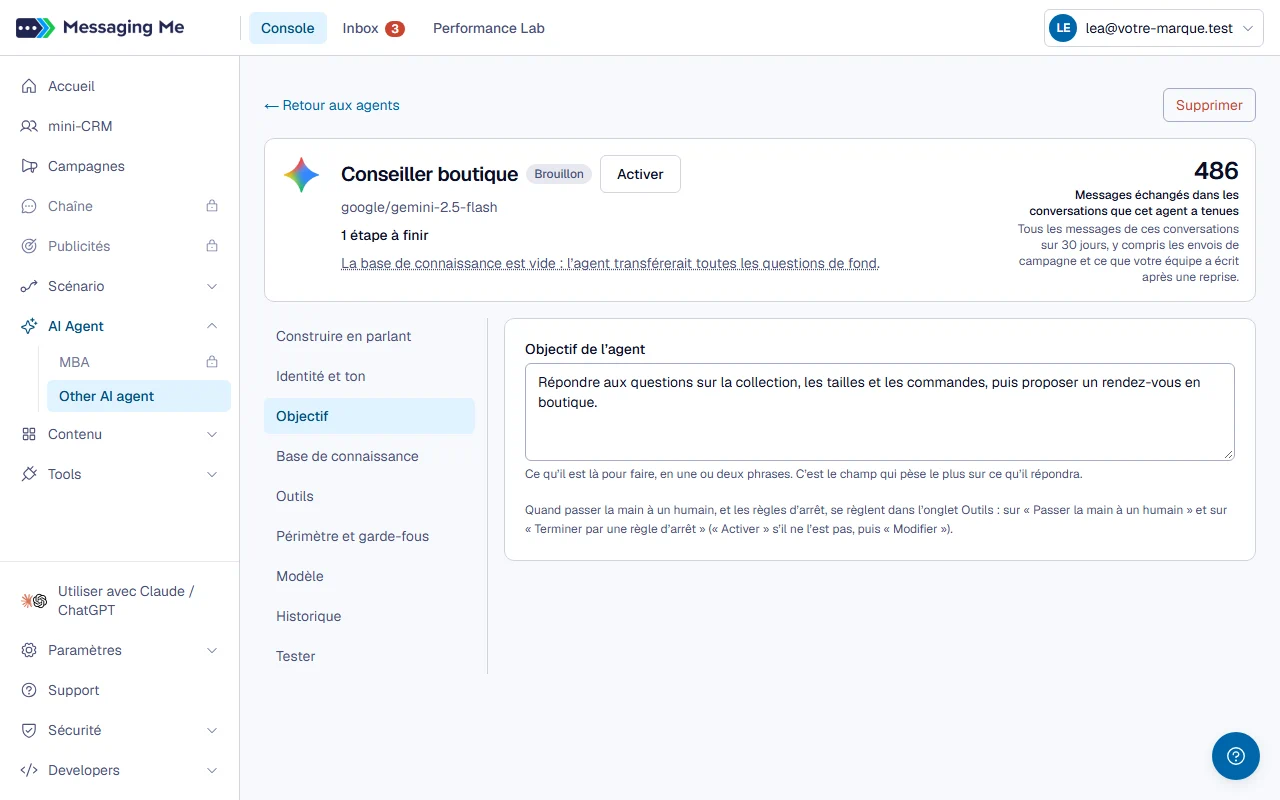 Messaging Me
Console
Inbox 3
Performance Lab
LE lea@votre-marque.test
Accueil
mini-CRM
Campagnes
Chaîne
Publicités
Scénario
AI Agent
MBA
Other AI agent
Contenu
Tools
Utiliser avec Claude /
ChatGPT
Paramètres
Support
Sécurité
Developers
← Retour aux agents
Supprimer
Conseiller boutique Brouillon Activer
google/gemini-2.5-flash
1 étape à finir
La base de connaissance est vide : l’agent transférerait toutes les questions de fond.
486
Messages échangés dans les
conversations que cet agent a tenues
Tous les messages de ces conversations
sur 30 jours, y compris les envois de
campagne et ce que votre équipe a écrit
après une reprise.
Construire en parlant
Identité et ton
Objectif
Base de connaissance
Outils
Périmètre et garde-fous
Modèle
Historique
Tester
Objectif de l’agent
Répondre aux questions sur la collection, les tailles et les commandes, puis proposer un rendez-vous en
boutique.
Ce qu’il est là pour faire, en une ou deux phrases. C’est le champ qui pèse le plus sur ce qu’il répondra.
Quand passer la main à un humain, et les règles d’arrêt, se règlent dans l’onglet Outils : sur « Passer la main à un humain » et sur
« Terminer par une règle d’arrêt » (« Activer » s’il ne l’est pas, puis « Modifier »).